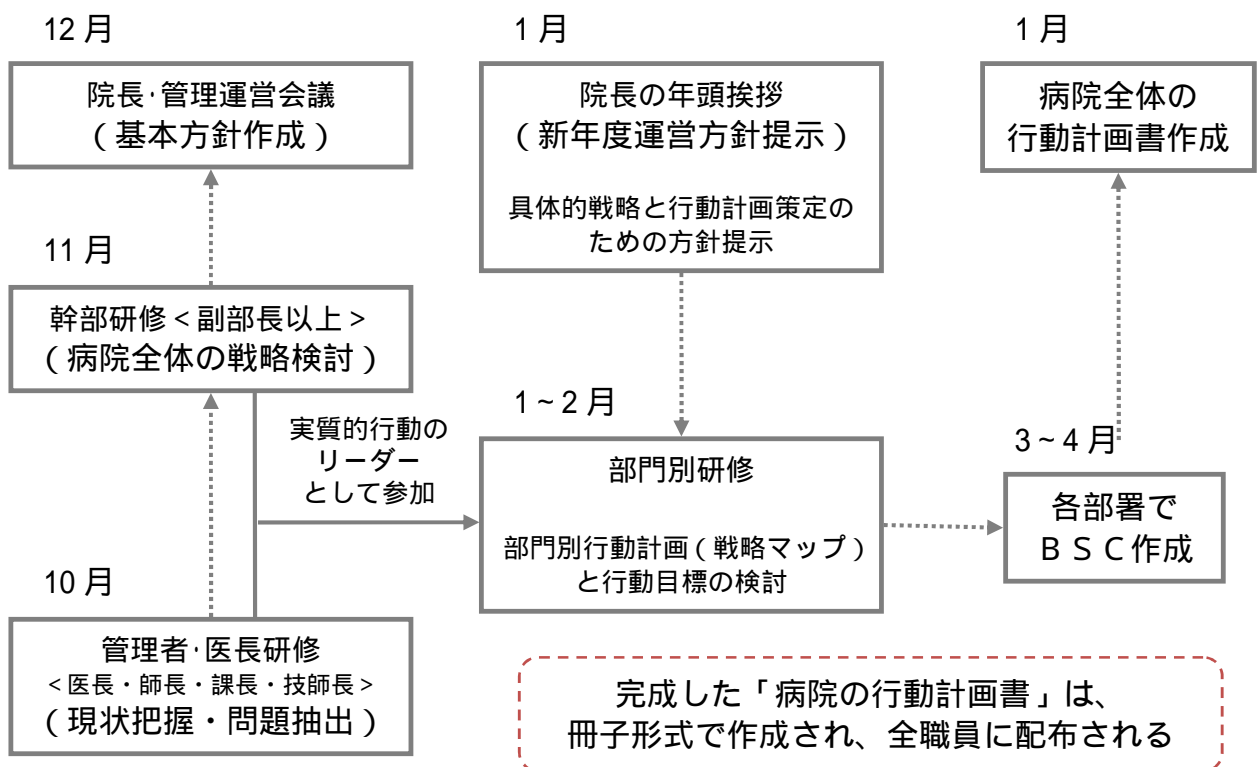 12 月
院長･管理運営会議
( 基本方針作成 )
11 月
幹部研修 < 副部長以上 >
( 病院全体の戦略検討 )
10 月
管理者･医長研修
< 医長・師長・課長・技師長 >
( 現状把握・問題抽出 )
実質的行動の
リーダー
として参加
1 月
院長の年頭挨拶
( 新年度運営方針提示 )
具体的戦略と行動計画策定の
ための方針提示
1 ~ 2 月
部門別研修
部門別行動計画 ( 戦略マップ )
と行動目標の検討
1 月
病院全体の
行動計画書作成
3 ~ 4 月
各部署で
ＢＳＣ作成
完成した「病院の行動計画書」は、
冊子形式で作成され、全職員に配布される